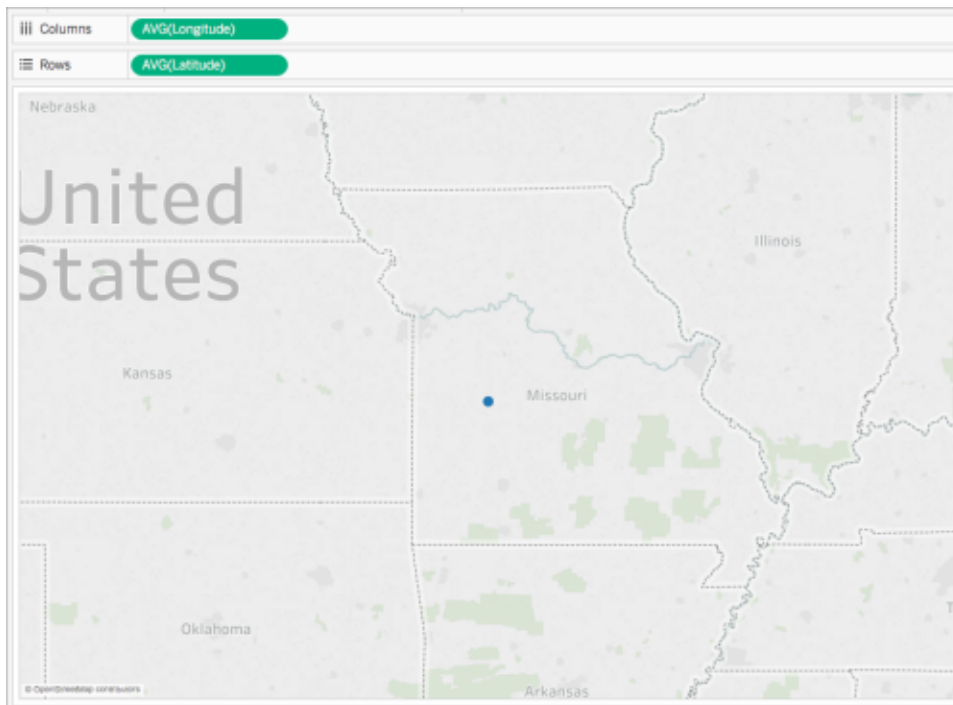 Columns
AVG(Longitude)
Rows
AVG(Latitude)
Nebraska
United
States
Illinois
Kansas
Missouri
Oklahoma
Arkansas
© OpenStreetMap contributors